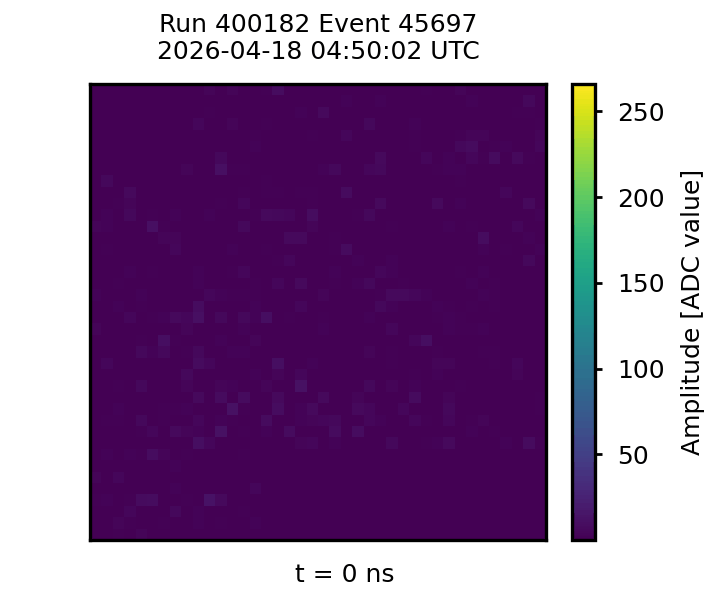 Run 400182 Event 45697
2026-04-18 04:50:02 UTC
250
200
150
100
50
Amplitude [ADC value]
t = 0 ns